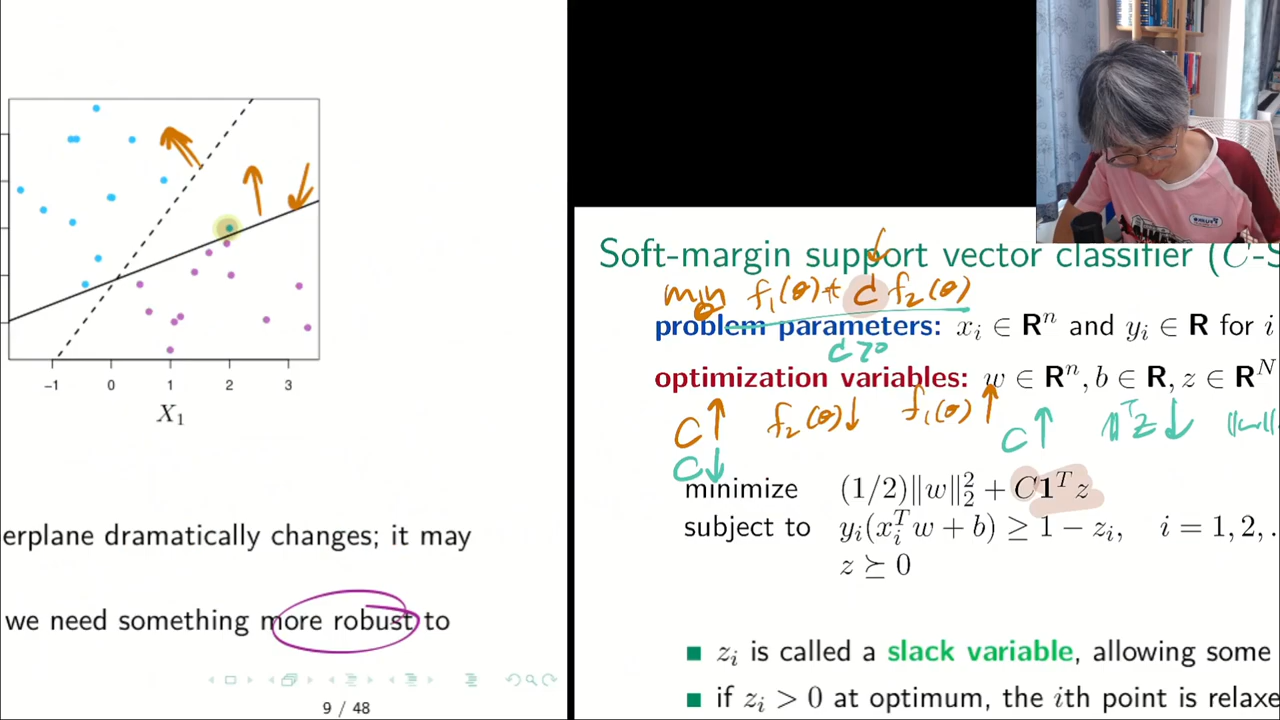 −1 0 1 2 3
X₁
erplane dramatically changes; it may
we need something more robust to
9 / 48
Soft-margin support vector classifier (C-S
min f₁(θ) + C f₂(θ)
problem parameters: xᵢ ∈ Rⁿ and yᵢ ∈ R for i
C>0
optimization variables: w ∈ Rⁿ, b ∈ R, z ∈ Rᴺ
C↑ f₂(θ)↓ f₁(θ)↑ C↑ 1ᵀz↓
C↓
minimize (1/2)‖w‖₂² + C1ᵀz
subject to yᵢ(xᵢᵀw + b) ≥ 1 − zᵢ, i = 1, 2, .
z ⪰ 0
■ zᵢ is called a slack variable, allowing some
■ if zᵢ > 0 at optimum, the ith point is relaxe